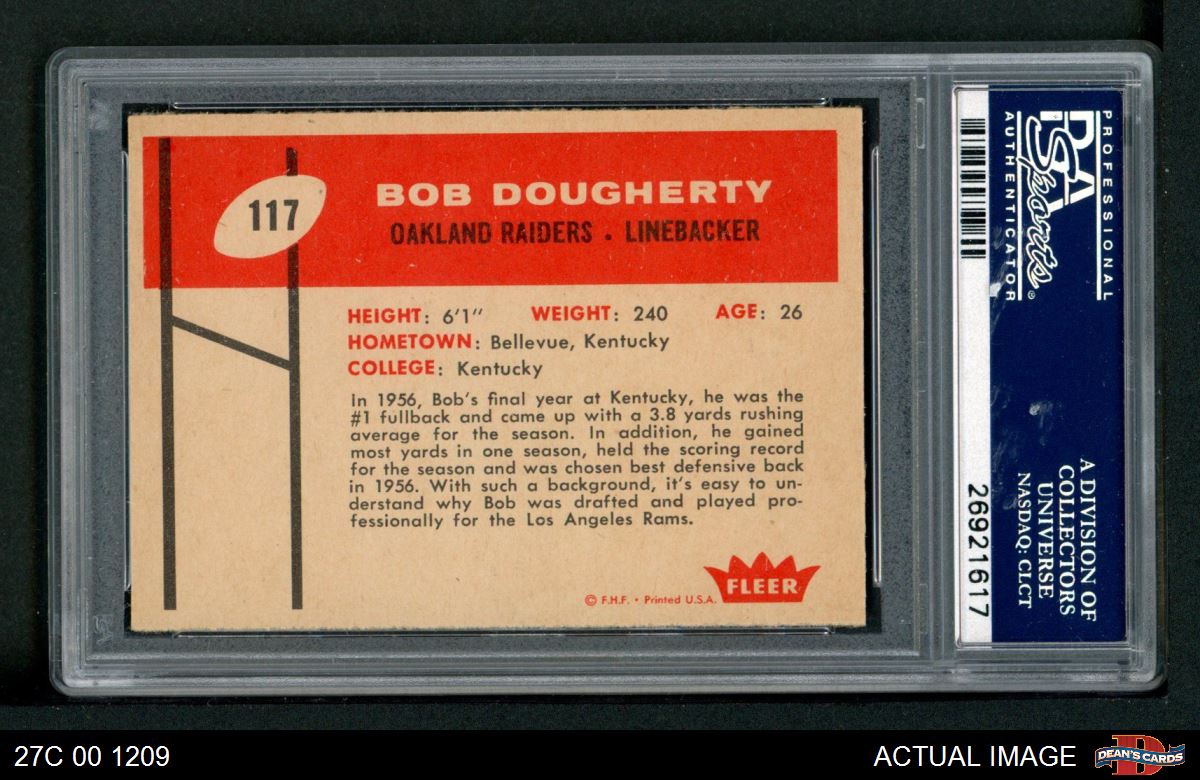 117
BOB DOUGHERTY
OAKLAND RAIDERS . LINEBACKER
HEIGHT: 6'1" WEIGHT: 240 AGE: 26
HOMETOWN: Bellevue, Kentucky
COLLEGE: Kentucky
In 1956, Bob's final year at Kentucky, he was the
#1 fullback and came up with a 3.8 yards rushing
average for the season. In addition, he gained
most yards in one season, held the scoring record
for the season and was chosen best defensive back
in 1956. With such a background, it's easy to un-
derstand why Bob was drafted and played pro-
fessionally for the Los Angeles Rams.
© F.H.F. • Printed U.S.A.
FLEER
PROFESSIONAL
PSA
Sports
®
AUTHENTICATOR
A DIVISION OF
COLLECTORS
UNIVERSE
NASDAQ: CLCT
26921617
27C 00 1209
ACTUAL IMAGE
D
DEAN'S CARDS